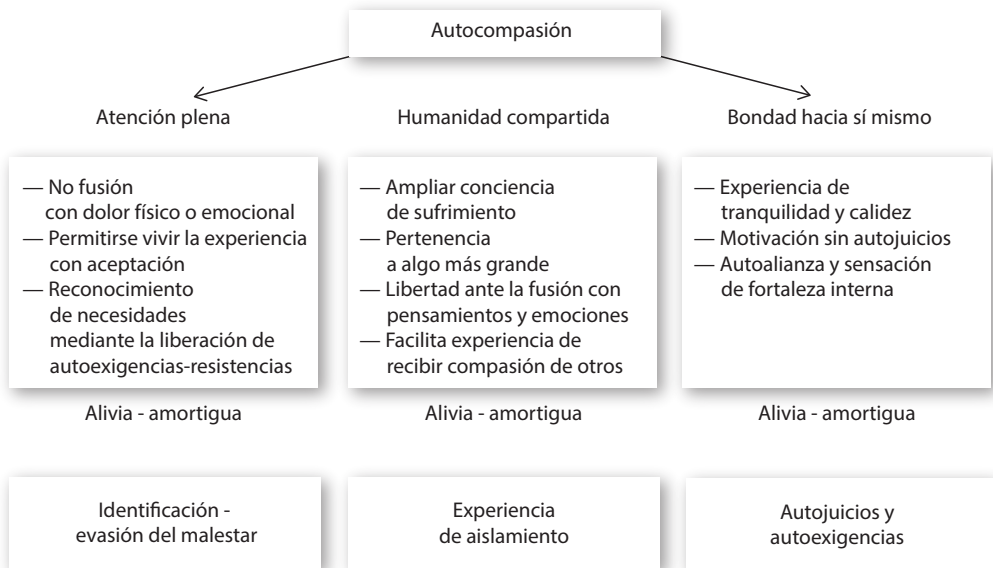 Autocompasión
Atención plena
Humanidad compartida
Bondad hacia sí mismo
— No fusión
con dolor físico o emocional
— Permitirse vivir la experiencia
con aceptación
— Reconocimiento
de necesidades
mediante la liberación de
autoexigencias-resistencias
— Ampliar conciencia
de sufrimiento
— Pertenencia
a algo más grande
— Libertad ante la fusión con
pensamientos y emociones
— Facilita experiencia de
recibir compasión de otros
— Experiencia de
tranquilidad y calidez
— Motivación sin autojuicios
— Autoalianza y sensación
de fortaleza interna
Alivia - amortigua
Alivia - amortigua
Alivia - amortigua
Identificación -
evasión del malestar
Experiencia
de aislamiento
Autojuicios y
autoexigencias